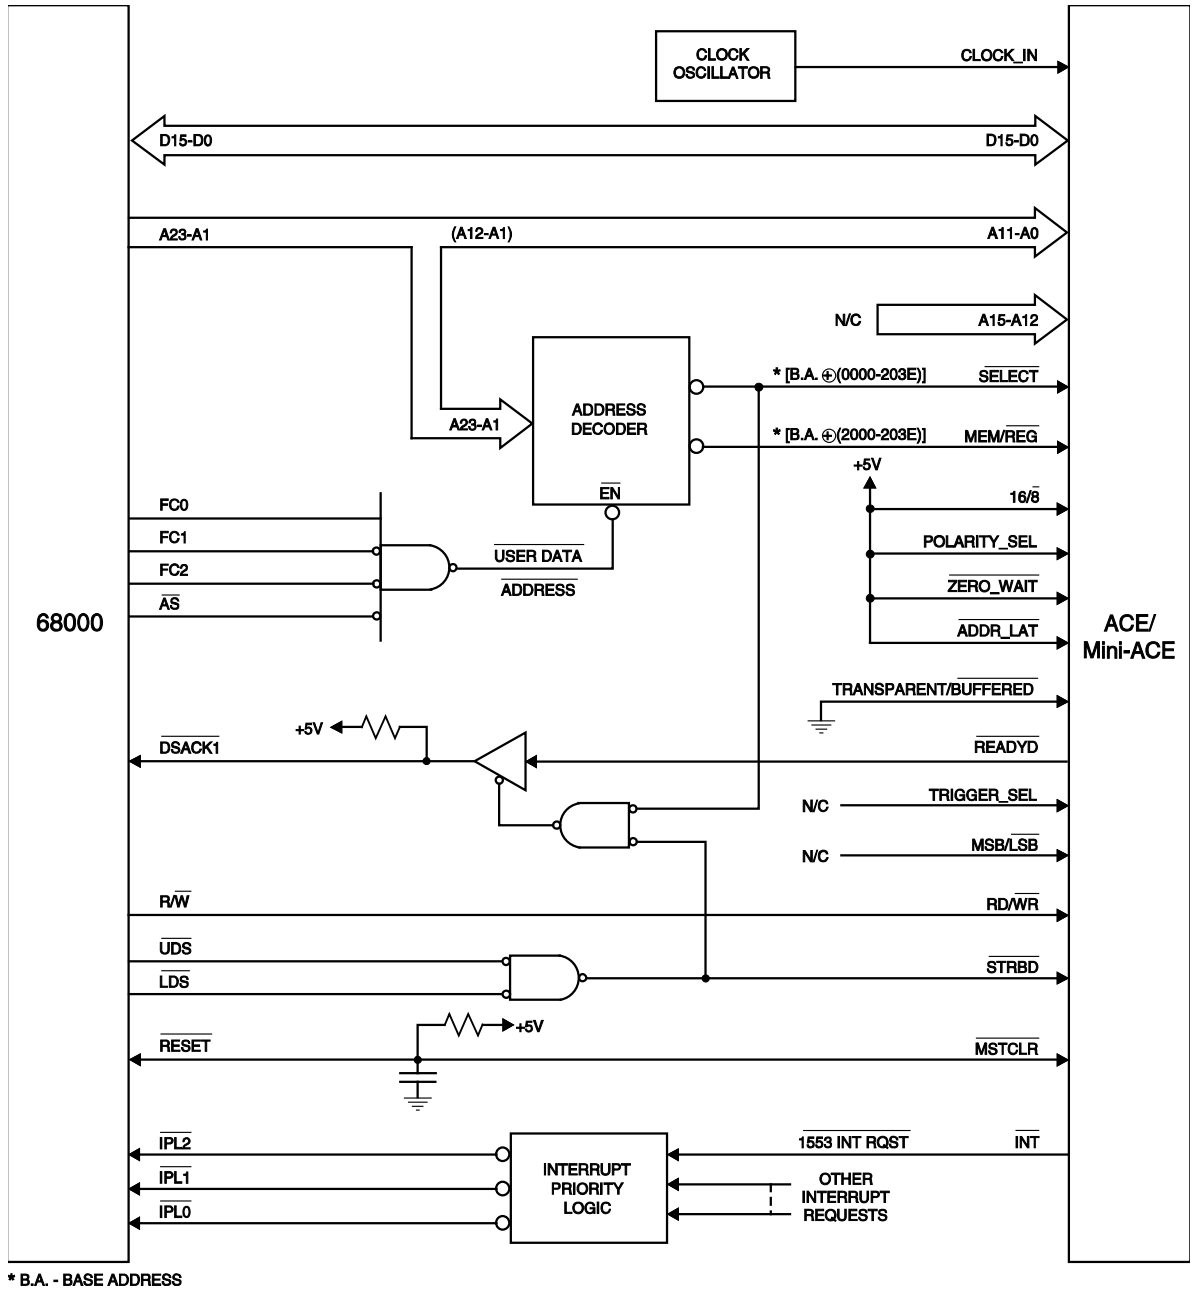 CLOCK
OSCILLATOR
CLOCK_IN
D15-D0
D15-D0
A23-A1
(A12-A1)
A11-A0
N/C
A15-A12
* [B.A. ⊕(0000-203E)]
SELECT
ADDRESS
DECODER
A23-A1
* [B.A. ⊕(2000-203E)]
MEM/REG
+5V
EN
16/8
FC0
FC1
USER DATA
POLARITY_SEL
FC2
ADDRESS
ZERO_WAIT
AS
68000
ADDR_LAT
ACE/
Mini-ACE
TRANSPARENT/BUFFERED
+5V
DSACK1
READYD
N/C
TRIGGER_SEL
N/C
MSB/LSB
R/W
RD/WR
UDS
LDS
STRBD
+5V
RESET
MSTCLR
IPL2
1553 INT RQST
INT
IPL1
IPL0
INTERRUPT
PRIORITY
LOGIC
OTHER
INTERRUPT
REQUESTS
* B.A. - BASE ADDRESS